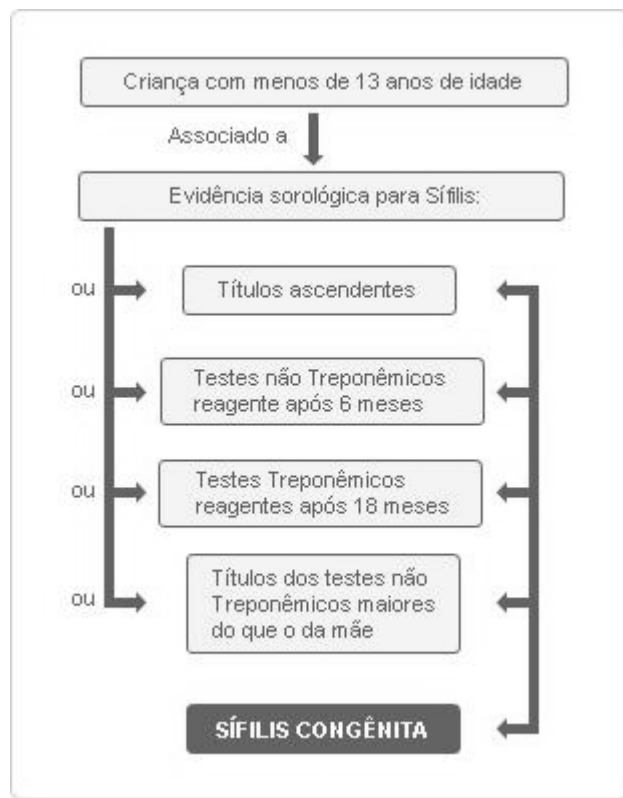 Criança com menos de 13 anos de idade
Associado a
Evidência sorológica para Sífilis:
ou
Títulos ascendentes
ou
Testes não Treponêmicos
reagente após 6 meses
ou
Testes Treponêmicos
reagentes após 18 meses
ou
Títulos dos testes não
Treponêmicos maiores
do que o da mãe
SÍFILIS CONGÊNITA